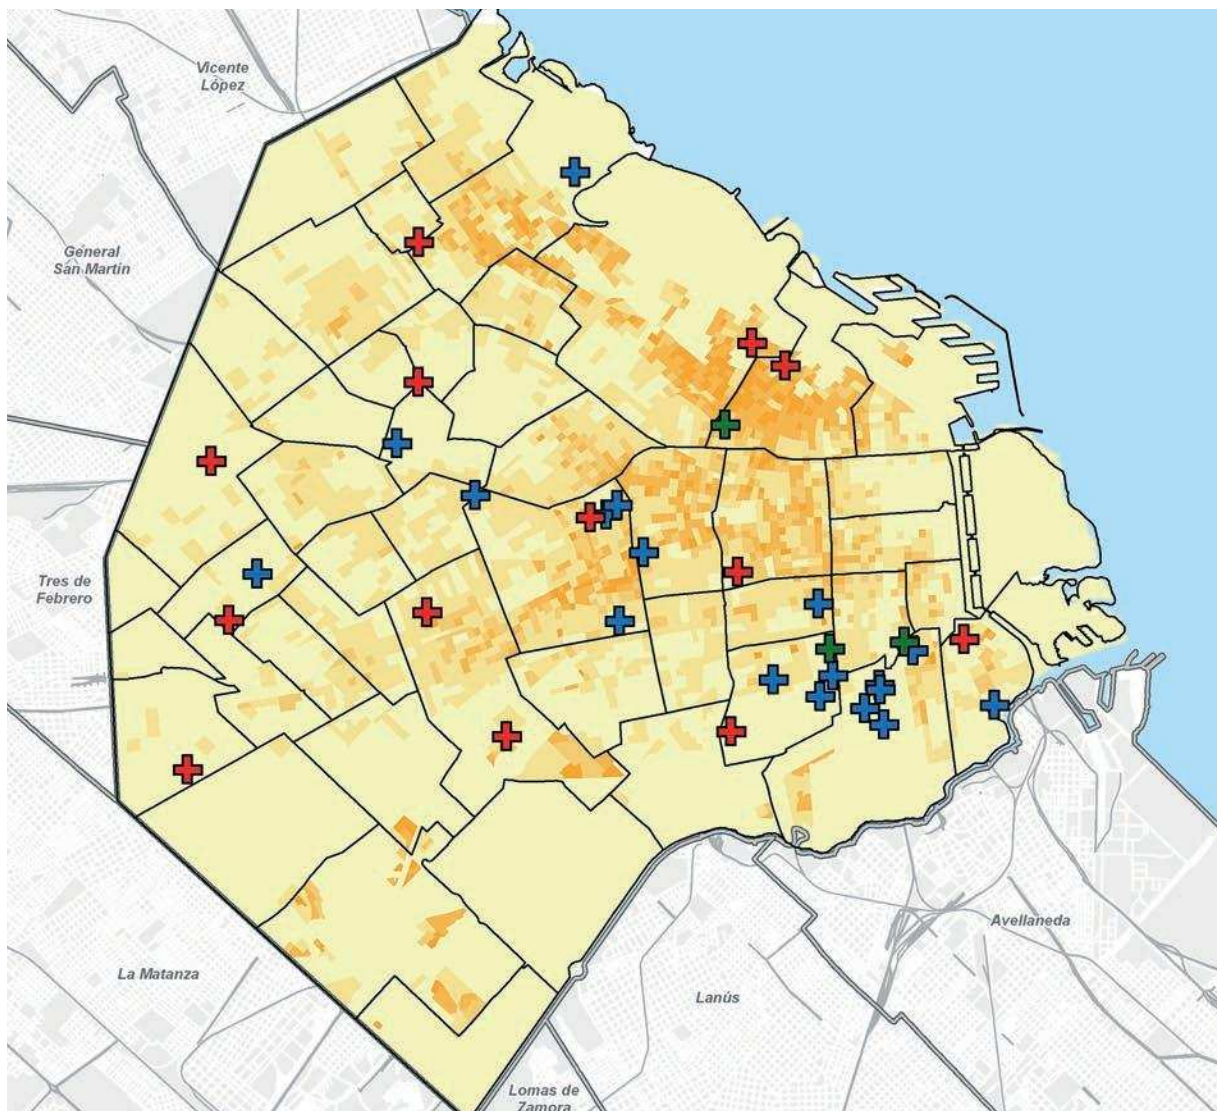 Vicente
López
General
San Martín
Tres de
Febrero
La Matanza
Avellaneda
Lanús
Lomas de
Zamora